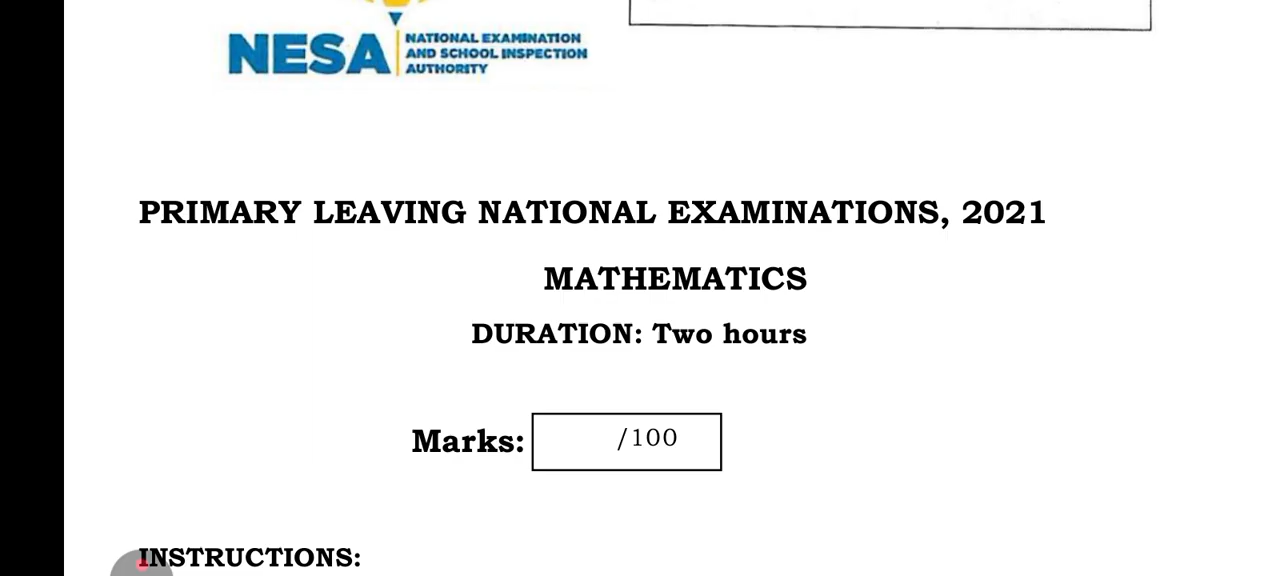 NESA
NATIONAL EXAMINATION
AND SCHOOL INSPECTION
AUTHORITY
PRIMARY LEAVING NATIONAL EXAMINATIONS, 2021
MATHEMATICS
DURATION: Two hours
Marks: /100
INSTRUCTIONS: